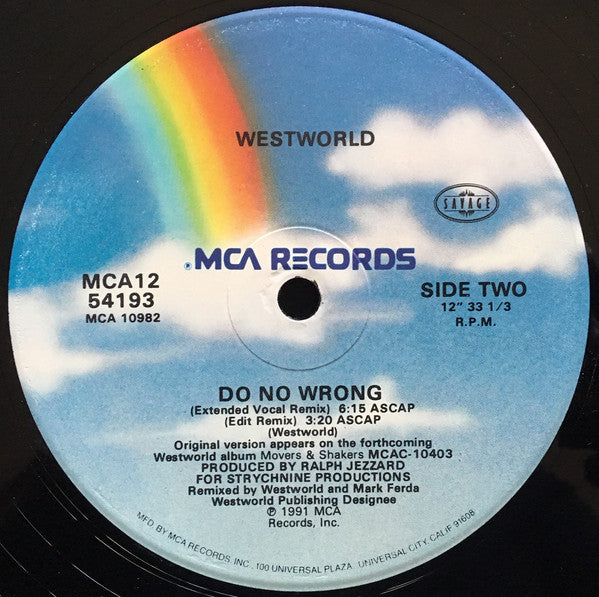 WESTWORLD
SAVAGE
® MCA RECORDS
MCA12
54193
MCA 10982
SIDE TWO
12" 33 1/3
R.P.M.
DO NO WRONG
(Extended Vocal Remix) 6:15 ASCAP
(Edit Remix) 3:20 ASCAP
(Westworld)
Original version appears on the forthcoming
Westworld album Movers & Shakers MCAC-10403
PRODUCED BY RALPH JEZZARD
FOR STRYCHNINE PRODUCTIONS
Remixed by Westworld and Mark Ferda
Westworld Publishing Designee
℗ 1991 MCA
Records, Inc.
MFD. BY MCA RECORDS, INC., 100 UNIVERSAL PLAZA, UNIVERSAL CITY, CALIF. 91608